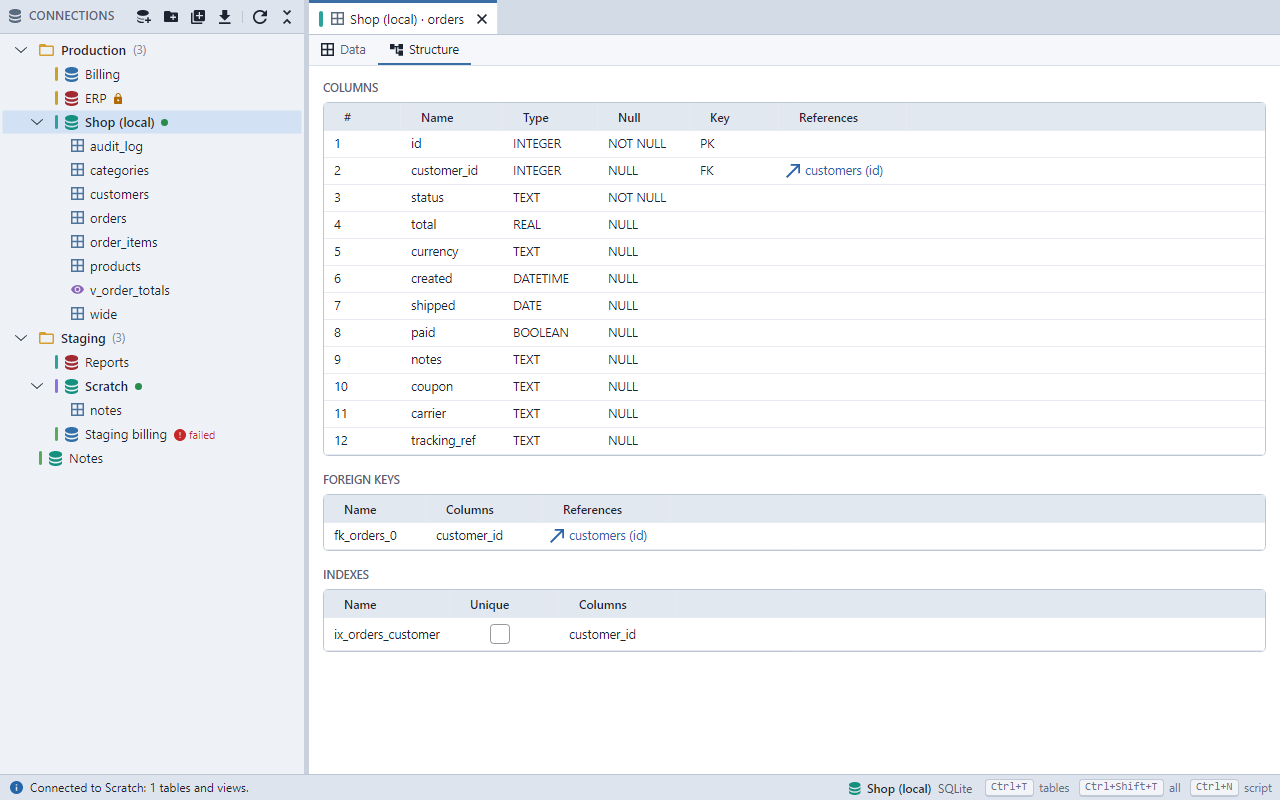 CONNECTIONS
Production (3)
Billing
ERP
Shop (local)
audit_log
categories
customers
orders
order_items
products
v_order_totals
wide
Staging (3)
Reports
Scratch
notes
Staging billing failed
Notes
Shop (local) · orders
Data Structure
COLUMNS
# Name Type Null Key References
1 id INTEGER NOT NULL PK
2 customer_id INTEGER NULL FK customers (id)
3 status TEXT NOT NULL
4 total REAL NULL
5 currency TEXT NULL
6 created DATETIME NULL
7 shipped DATE NULL
8 paid BOOLEAN NULL
9 notes TEXT NULL
10 coupon TEXT NULL
11 carrier TEXT NULL
12 tracking_ref TEXT NULL
FOREIGN KEYS
Name Columns References
fk_orders_0 customer_id customers (id)
INDEXES
Name Unique Columns
ix_orders_customer customer_id
Connected to Scratch: 1 tables and views. Shop (local) SQLite Ctrl+T tables Ctrl+Shift+T all Ctrl+N script